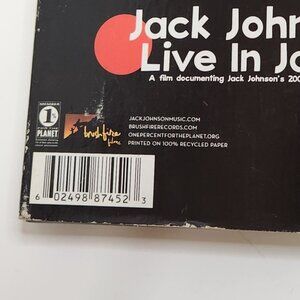 Jack John
Live In Ja
A film documenting Jack Johnson's 200
1%
PLANET
brushfire
JACKJOHNSONMUSIC.COM
BRUSHFIRERECORDS.COM
ONEPERCENTFORTHEPLANET.ORG
PRINTED ON 100% RECYCLED PAPER
6 02498 87452 3